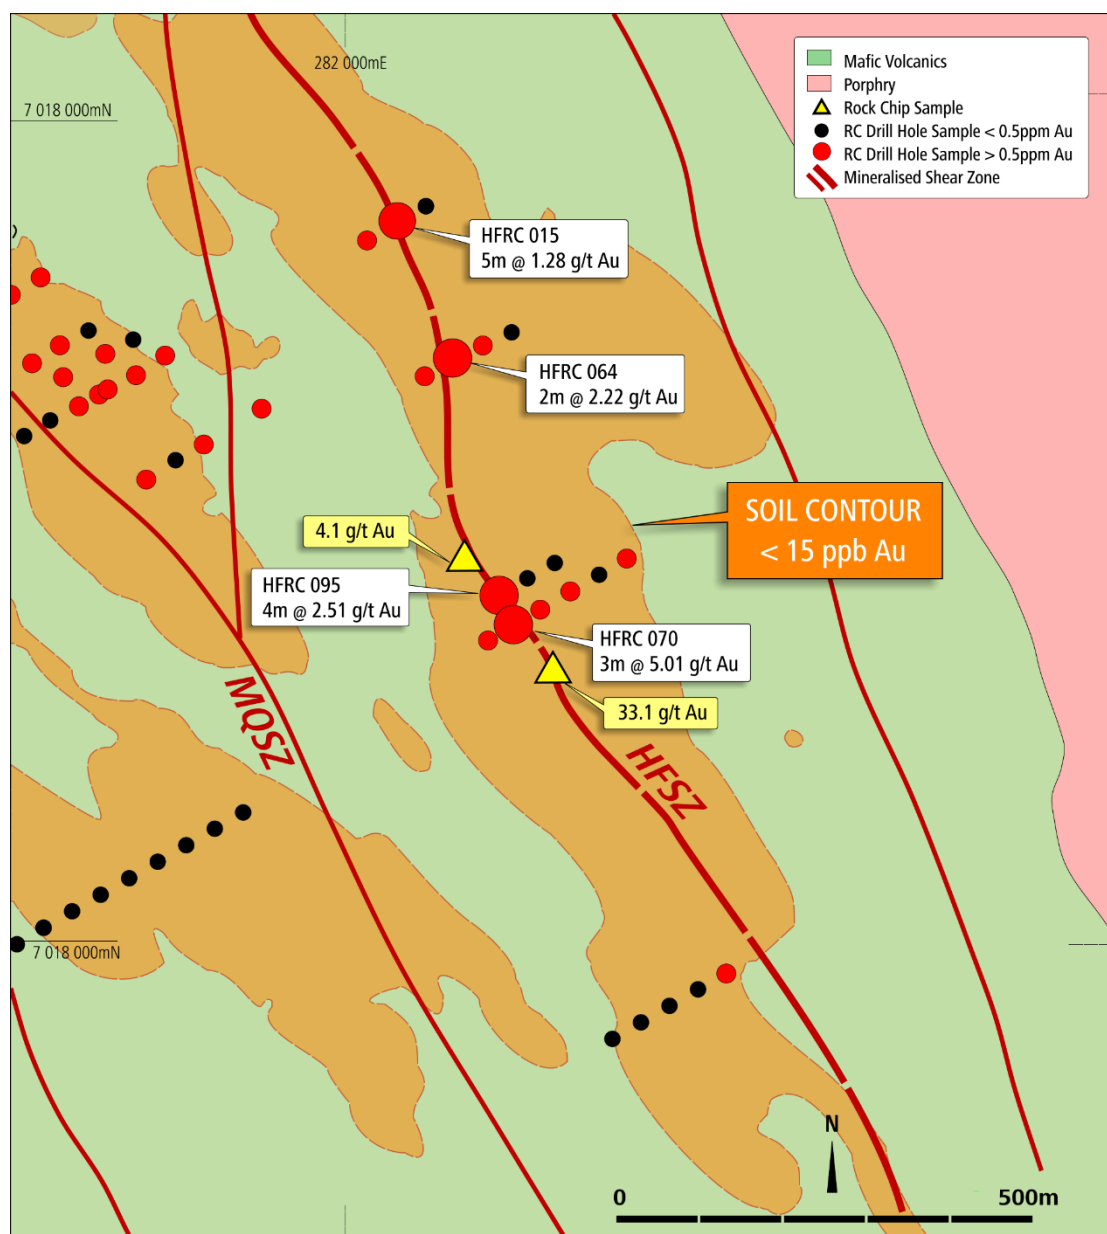 282 000mE
7 018 000mN
Mafic Volcanics
Porphry
Rock Chip Sample
RC Drill Hole Sample < 0.5ppm Au
RC Drill Hole Sample > 0.5ppm Au
Mineralised Shear Zone
HFRC 015
5m @ 1.28 g/t Au
HFRC 064
2m @ 2.22 g/t Au
SOIL CONTOUR
< 15 ppb Au
4.1 g/t Au
HFRC 095
4m @ 2.51 g/t Au
HFRC 070
3m @ 5.01 g/t Au
33.1 g/t Au
MQSZ
HFSZ
7 018 000mN
N
0
500m